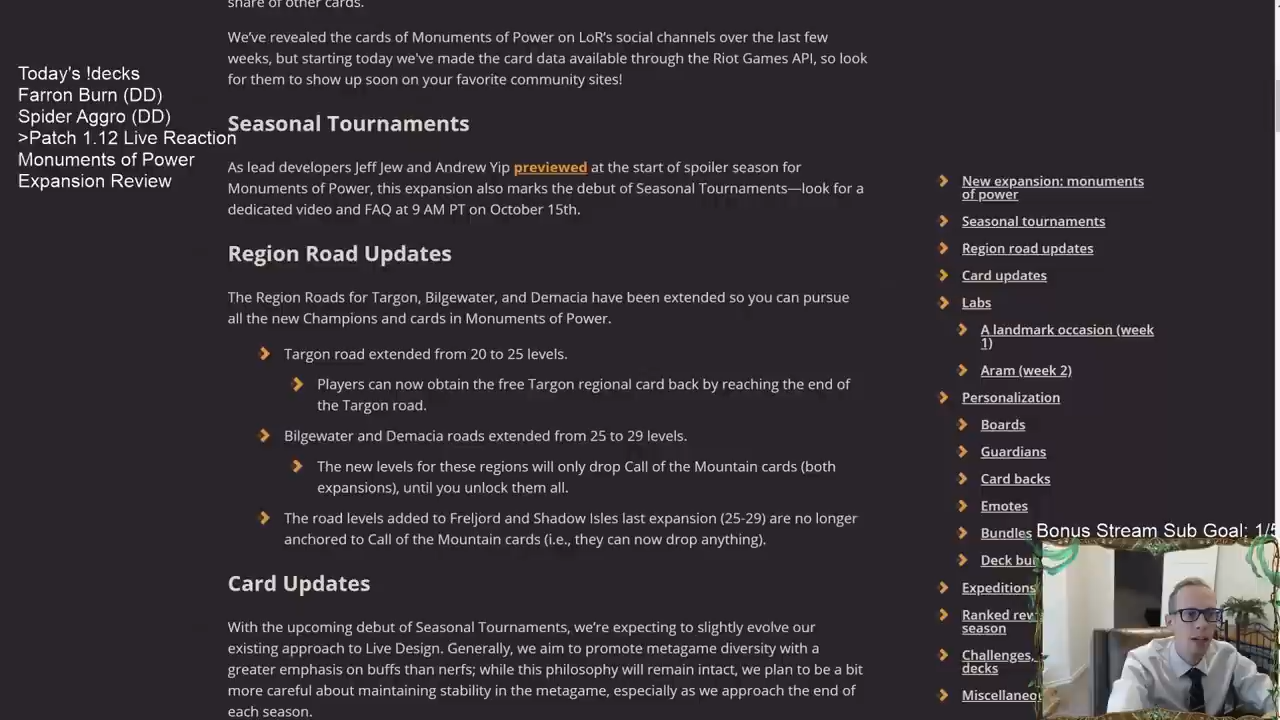 share of other cards.
We've revealed the cards of Monuments of Power on LoR's social channels over the last few
weeks, but starting today we've made the card data available through the Riot Games API, so look
for them to show up soon on your favorite community sites!
Today's !decks
Farron Burn (DD)
Spider Aggro (DD)
>Patch 1.12 Live Reaction
Monuments of Power
Expansion Review
Seasonal Tournaments
As lead developers Jeff Jew and Andrew Yip previewed at the start of spoiler season for
Monuments of Power, this expansion also marks the debut of Seasonal Tournaments—look for a
dedicated video and FAQ at 9 AM PT on October 15th.
Region Road Updates
The Region Roads for Targon, Bilgewater, and Demacia have been extended so you can pursue
all the new Champions and cards in Monuments of Power.
Targon road extended from 20 to 25 levels.
Players can now obtain the free Targon regional card back by reaching the end of
the Targon road.
Bilgewater and Demacia roads extended from 25 to 29 levels.
The new levels for these regions will only drop Call of the Mountain cards (both
expansions), until you unlock them all.
The road levels added to Freljord and Shadow Isles last expansion (25-29) are no longer
anchored to Call of the Mountain cards (i.e., they can now drop anything).
Card Updates
With the upcoming debut of Seasonal Tournaments, we're expecting to slightly evolve our
existing approach to Live Design. Generally, we aim to promote metagame diversity with a
greater emphasis on buffs than nerfs; while this philosophy will remain intact, we plan to be a bit
more careful about maintaining stability in the metagame, especially as we approach the end of
each season.
New expansion: monuments
of power
Seasonal tournaments
Region road updates
Card updates
Labs
A landmark occasion (week
1)
Aram (week 2)
Personalization
Boards
Guardians
Card backs
Emotes
Bundles
Deck bui
Expeditions
Ranked rew
season
Challenges,
decks
Miscellaneo
Bonus Stream Sub Goal: 1/5